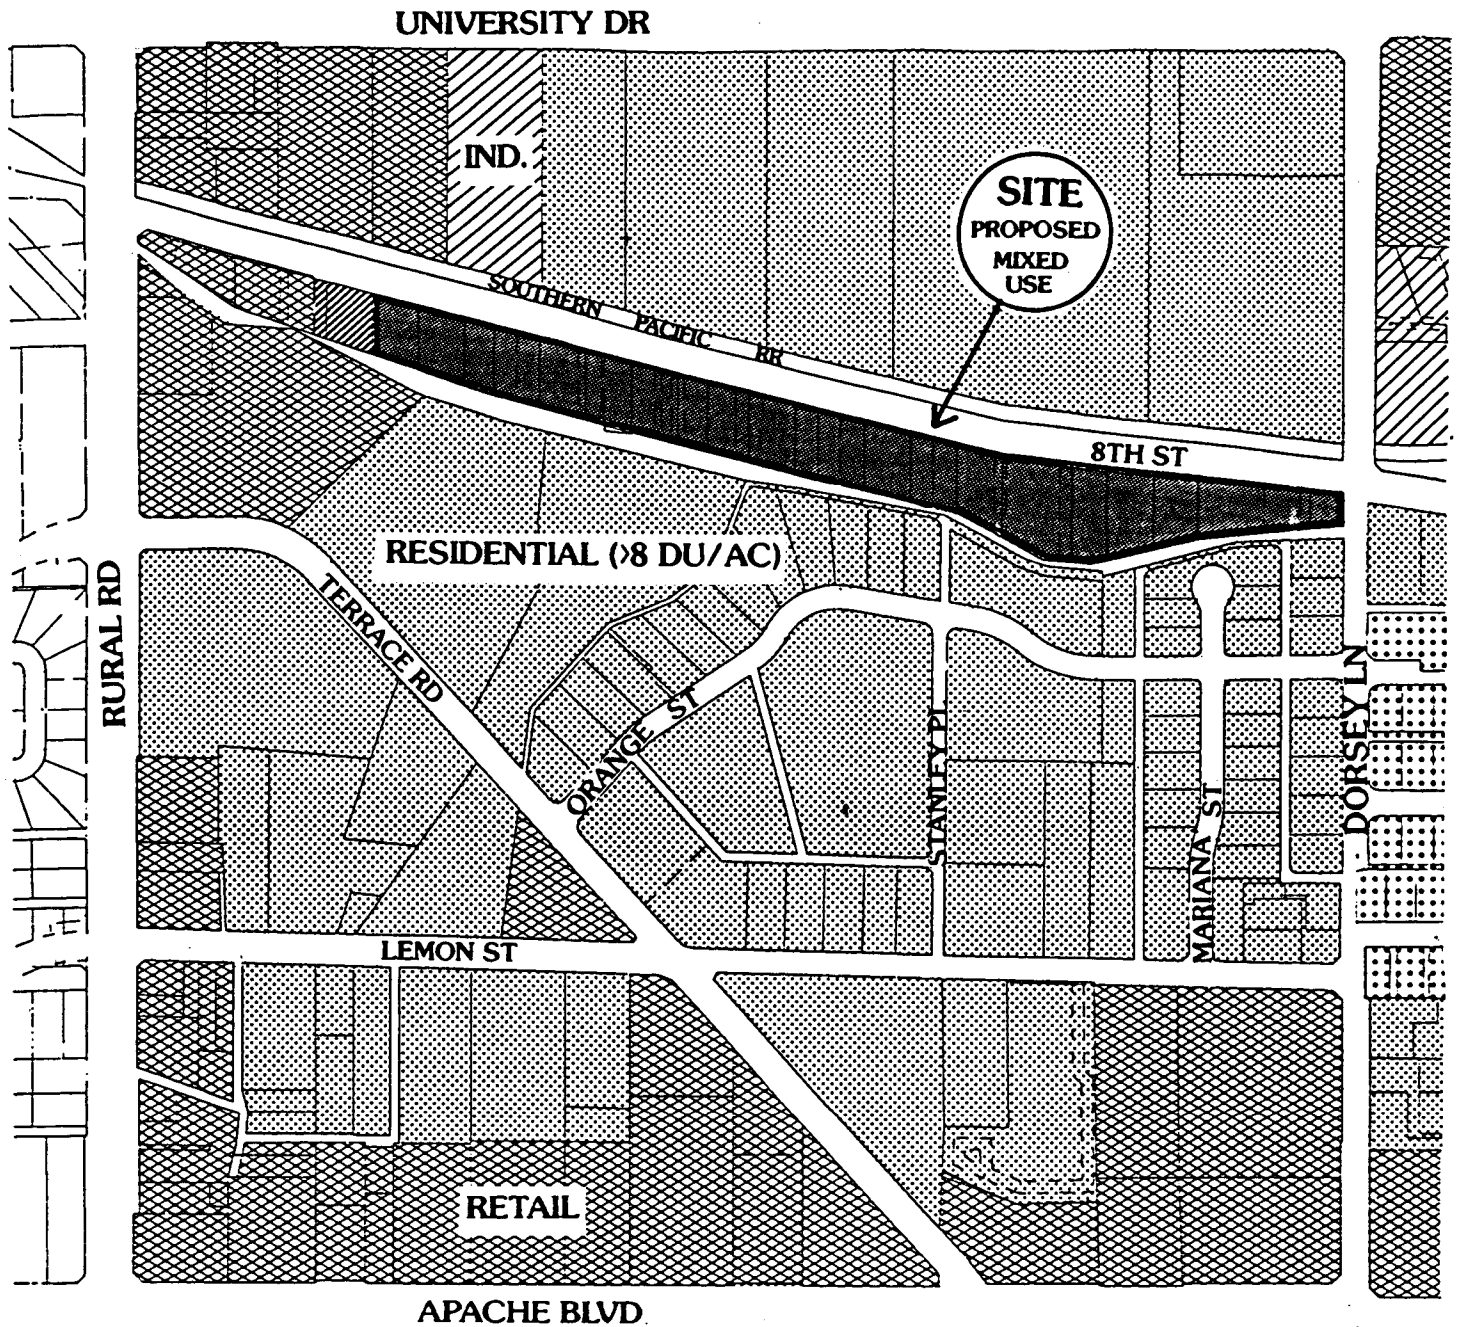 UNIVERSITY DR
IND.
SITE
PROPOSED
MIXED
USE
SOUTHERN PACIFIC RR
8TH ST
RESIDENTIAL (>8 DU/AC)
RURAL RD
TERRACE RD
ORANGE ST
STANLEY PL
MARIANA ST
DORSEY LN
LEMON ST
RETAIL
APACHE BLVD